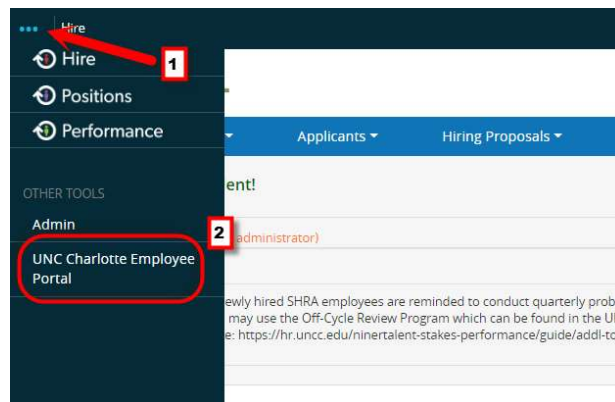 Hire
Hire
1
Positions
Performance
Applicants
Hiring Proposals
OTHER TOOLS
ent!
Admin
2
administrator)
UNC Charlotte Employee
Portal
ewly hired SHRA employees are reminded to conduct quarterly prob
may use the Off-Cycle Review Program which can be found in the U
e: https://hr.uncc.edu/ninertalent-stakes-performance/guide/addl-to